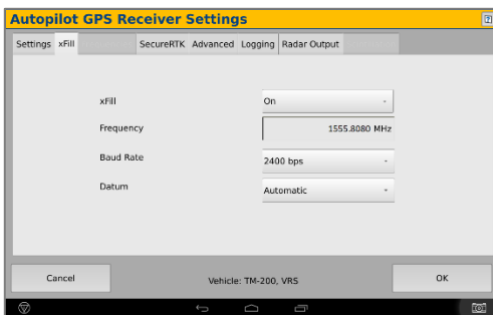 Autopilot GPS Receiver Settings
Settings xFill SecureRTK Advanced Logging Radar Output
xFill On
Frequency 1555.8080 MHz
Baud Rate 2400 bps
Datum Automatic
Cancel Vehicle: TM-200, VRS OK